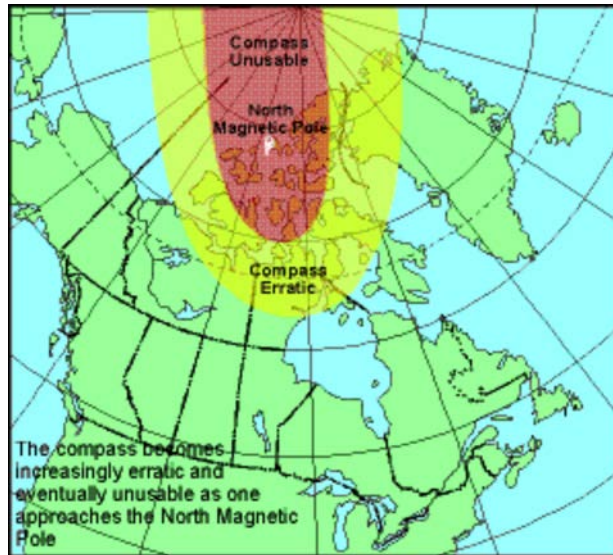 Compass
Unusable
North
Magnetic Pole
Compass
Erratic
The compass becomes
increasingly erratic and
eventually unusable as one
approaches the North Magnetic
Pole